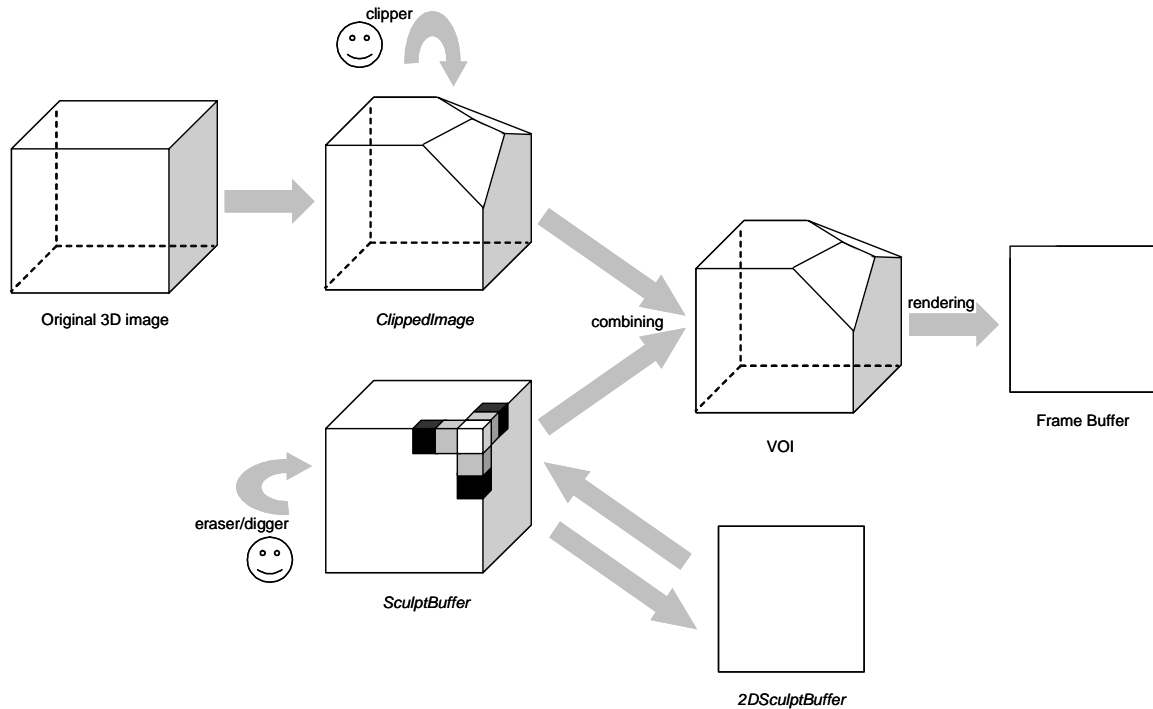 clipper
Original 3D image
ClippedImage
combining
rendering
VOI
Frame Buffer
eraser/digger
SculptBuffer
2DSculptBuffer